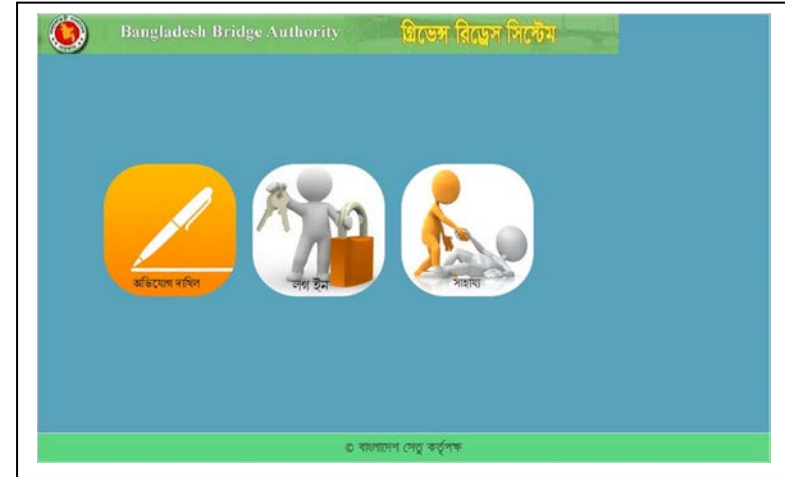 Bangladesh Bridge Authority গ্রিভেন্স রিড্রেস সিস্টেম
অভিযোগ দাখিল
লগ ইন
সাহায্য
© বাংলাদেশ সেতু কর্তৃপক্ষ